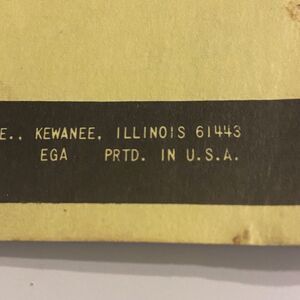 E., KEWANEE, ILLINOIS 61443
EGA PRTD. IN U.S.A.